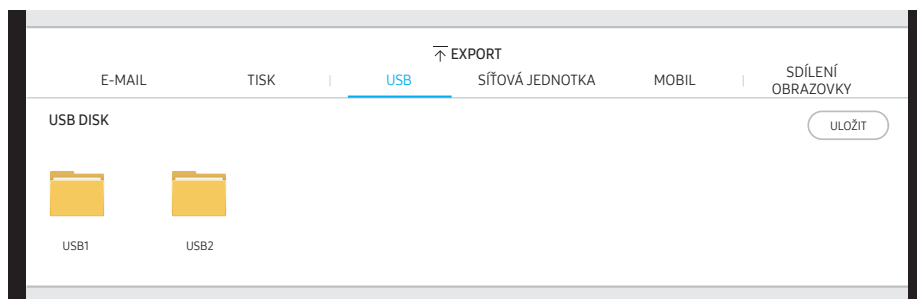 EXPORT
E-MAIL TISK USB SÍŤOVÁ JEDNOTKA MOBIL SDÍLENÍ OBRAZOVKY
USB DISK ULOŽIT
USB1 USB2